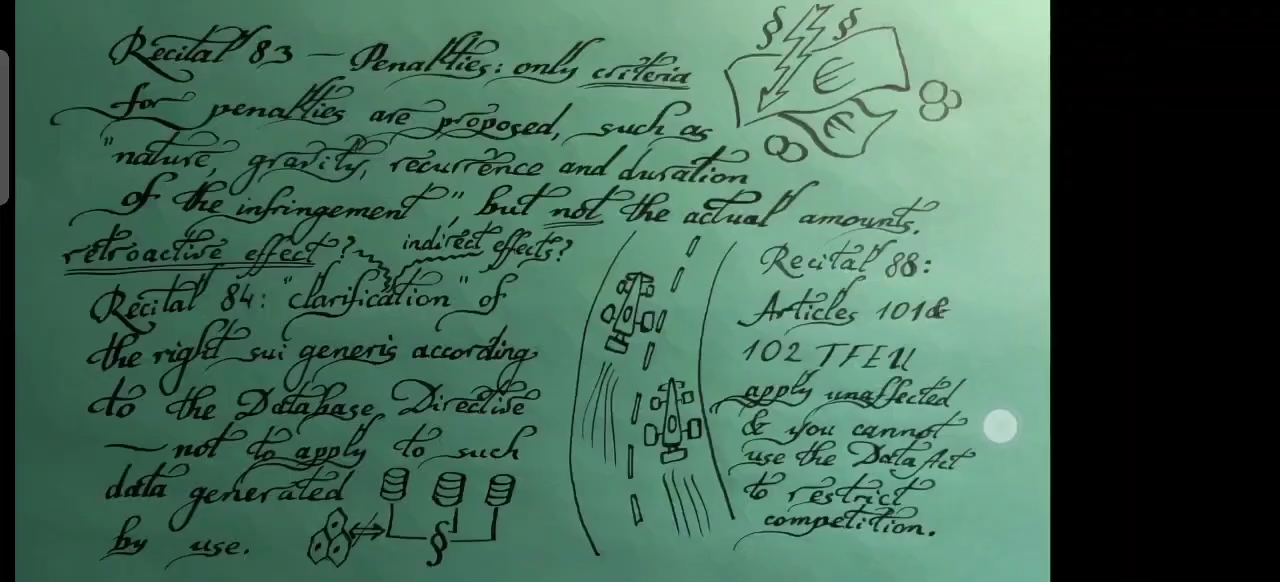 Recital 83 — Penalties: only criteria
for penalties are proposed, such as
"nature, gravity, recurrence and duration
of the infringement", but not the actual amounts.
retroactive effect? indirect effects?
Recital 84: "clarification" of
the right sui generis according
to the Database Directive
— not to apply to such
data generated
by use.
Recital 88:
Articles 101&
102 TFEU
apply unaffected
& you cannot
use the Data Act
to restrict
competition.
§ §
€
€
§